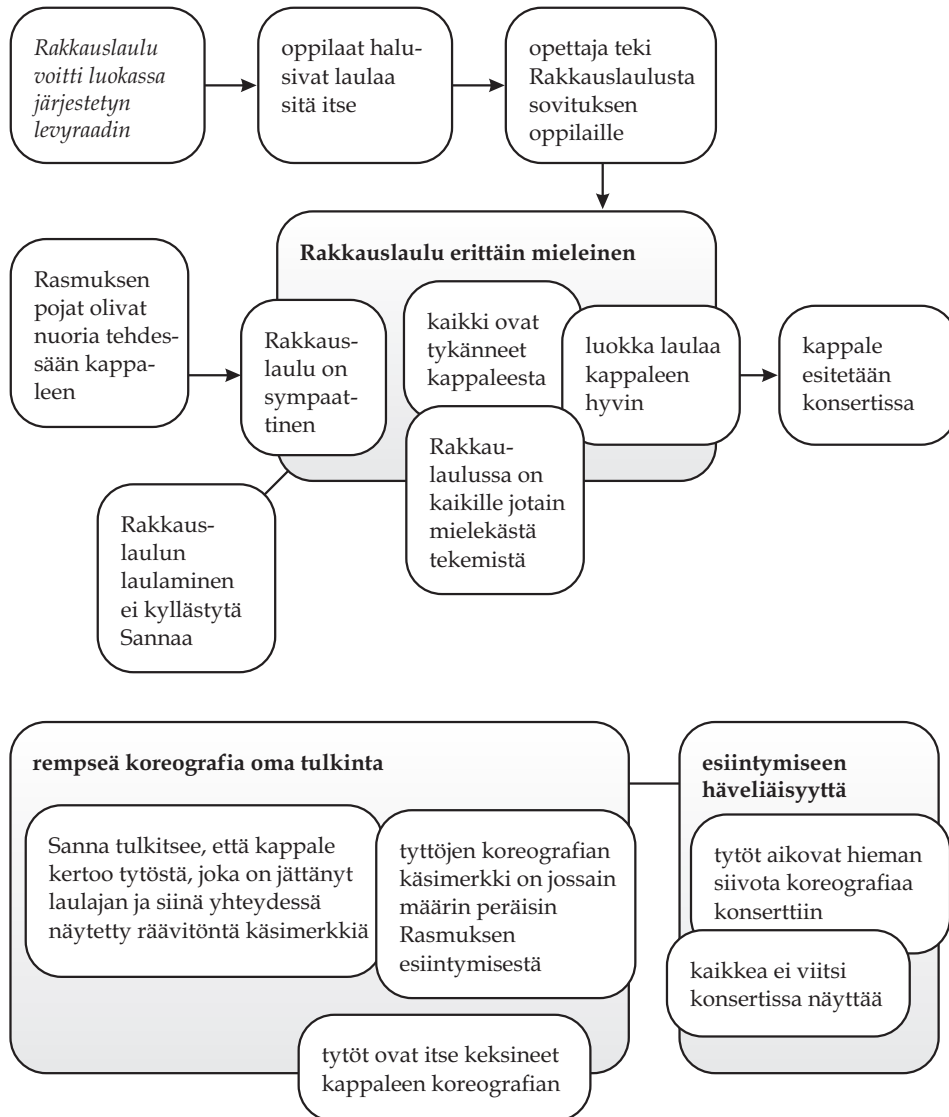 Rakkauslaulu
voitti luokassa
järjestetyn
levyraadin
oppilaat halu-
sivat laulaa
sitä itse
opettaja teki
Rakkauslaulusta
sovituksen
oppilaille
Rakkauslaulu erittäin mieleinen
Rasmuksen
pojat olivat
nuoria tehdes-
sään kappa-
leen
Rakkaus-
laulu on
sympaat-
tinen
kaikki ovat
tykänneet
kappaleesta
luokka laulaa
kappaleen
hyvin
kappale
esitetään
konsertissa
Rakkau-
laulussa on
kaikille jotain
mielekästä
tekemistä
Rakkaus-
laulun
laulaminen
ei kyllästytä
Sannaa
rempseä koreografia oma tulkinta
Sanna tulkitsee, että kappale
kertoo tytöstä, joka on jättänyt
laulajan ja siinä yhteydessä
näytetty räävitöntä käsimerkkiä
tyttöjen koreografian
käsimerkki on jossain
määrin peräisin
Rasmuksen
esiintymisestä
tytöt ovat itse keksineet
kappaleen koreografian
esiintymiseen
häveliäisyyttä
tytöt aikovat hieman
siivota koreografiaa
konserttiin
kaikkea ei viitsi
konsertissa näyttää